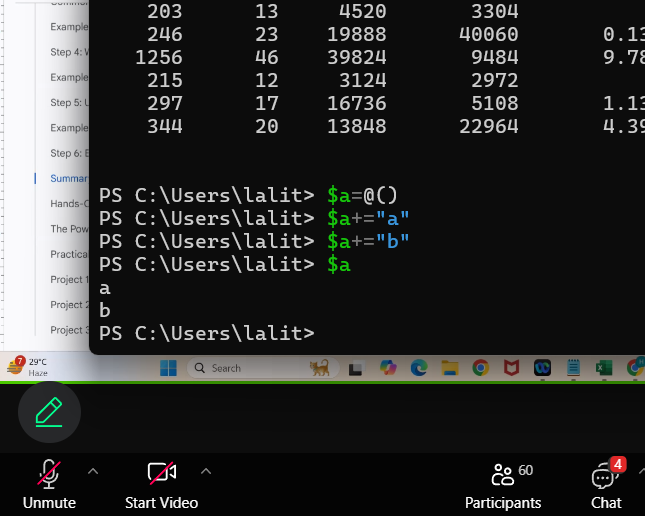 203 13 4520 3304
Example
246 23 19888 40060 0.13
Step 4: W
1256 46 39824 9484 9.78
Example
215 12 3124 2972
Step 5: U
297 17 16736 5108 1.13
Example
344 20 13848 22964 4.39
Step 6: E
Summar
PS C:\Users\lalit> $a=@()
Hands-O
PS C:\Users\lalit> $a+="a"
The Pow
PS C:\Users\lalit> $a+="b"
Practica
PS C:\Users\lalit> $a
Project 1
a
Project 2
b
Project 3
PS C:\Users\lalit>
7
29°C
Haze
Search
Unmute
Start Video
60
Participants
4
Chat